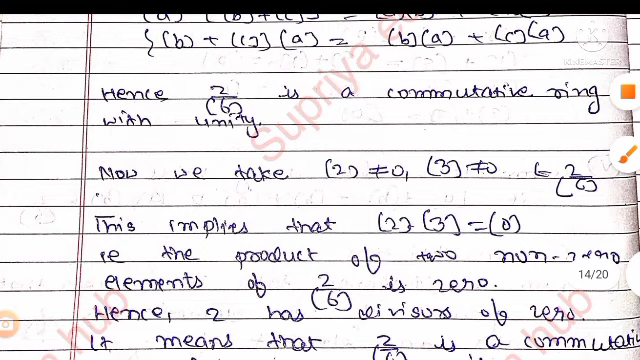 {(b) + (c)}(a) = (b)(a) + (c)(a)
KINEMASTER
Hence Z/(6) is a commutative ring
with unity.
Now we take (2) ≠ 0, (3) ≠ 0 ∈ Z/(6)
This implies that (2)·(3) = (0)
ie the product of two non-zero
14/20
elements of Z/(6) is zero.
Hence, Z/(6) has divisors of zero.
It means that Z/(6) is a commutati
Supriya